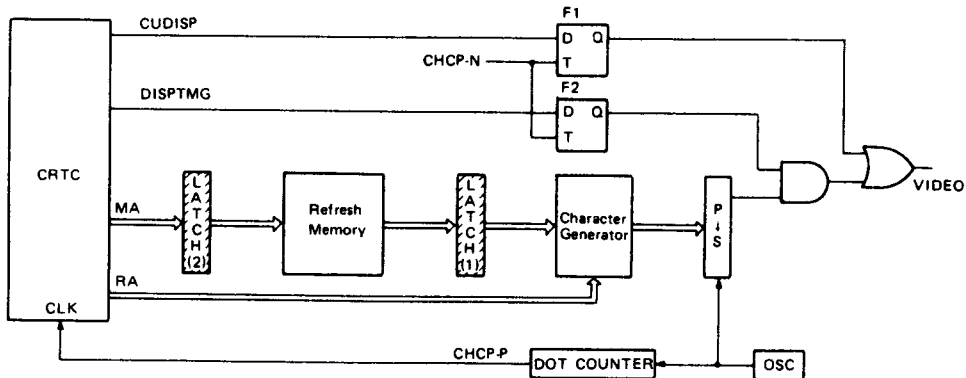 F1
CUDISP
D Q
CHCP-N
T
F2
DISPTMG
D Q
T
CRTC
VIDEO
MA
LATCH (2)
Refresh
Memory
LATCH (1)
Character
Generator
P↓S
RA
CLK
CHCP-P
DOT COUNTER
OSC